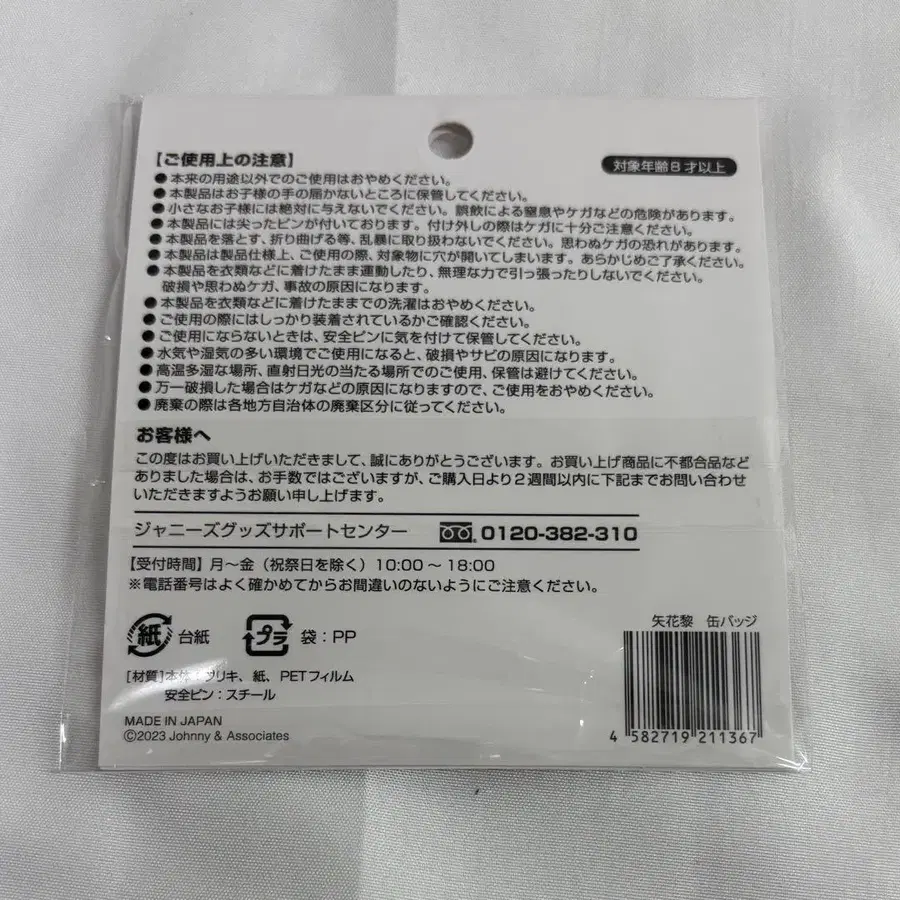 【ご使用上の注意】
対象年齢8才以上
●本来の用途以外でのご使用はおやめください。
●本製品はお子様の手の届かないところに保管してください。
●小さなお子様には絶対に与えないでください。誤飲による窒息やケガなどの危険があります。
●本製品には尖ったピンが付いております。付け外しの際はケガに十分ご注意ください。
●本製品を落とす、折り曲げる等、乱暴に取り扱わないでください。思わぬケガの恐れがあります。
●本製品は製品仕様上、ご使用の際、対象物に穴が開いてしまいます。あらかじめご了承ください。
●本製品を衣類などに着けたまま運動したり、無理な力で引っ張ったりしないでください。
破損や思わぬケガ、事故の原因になります。
●本製品を衣類などに着けたままでの洗濯はおやめください。
●ご使用の際にはしっかり装着されているかご確認ください。
●ご使用にならないときは、安全ピンに気を付けて保管してください。
●水気や湿気の多い環境でご使用になると、破損やサビの原因になります。
●高温多湿な場所、直射日光の当たる場所でのご使用、保管は避けてください。
●万一破損した場合はケガなどの原因になりますので、ご使用をおやめください。
●廃棄の際は各地方自治体の廃棄区分に従ってください。
お客様へ
この度はお買い上げいただきまして、誠にありがとうございます。お買い上げ商品に不都合品など
ありました場合は、お手数ではございますが、ご購入日より2週間以内に下記までお問い合わせ
いただきますようお願い申し上げます。
ジャニーズグッズサポートセンター 0120-382-310
【受付時間】月～金（祝祭日を除く）10:00～18:00
※電話番号はよく確かめてからお間違いのないようにご注意ください。
紙 台紙 プラ 袋：PP
矢花黎 缶バッジ
[材質]本体：ブリキ、紙、PETフィルム
安全ピン：スチール
MADE IN JAPAN
©2023 Johnny & Associates
4 582719 211367